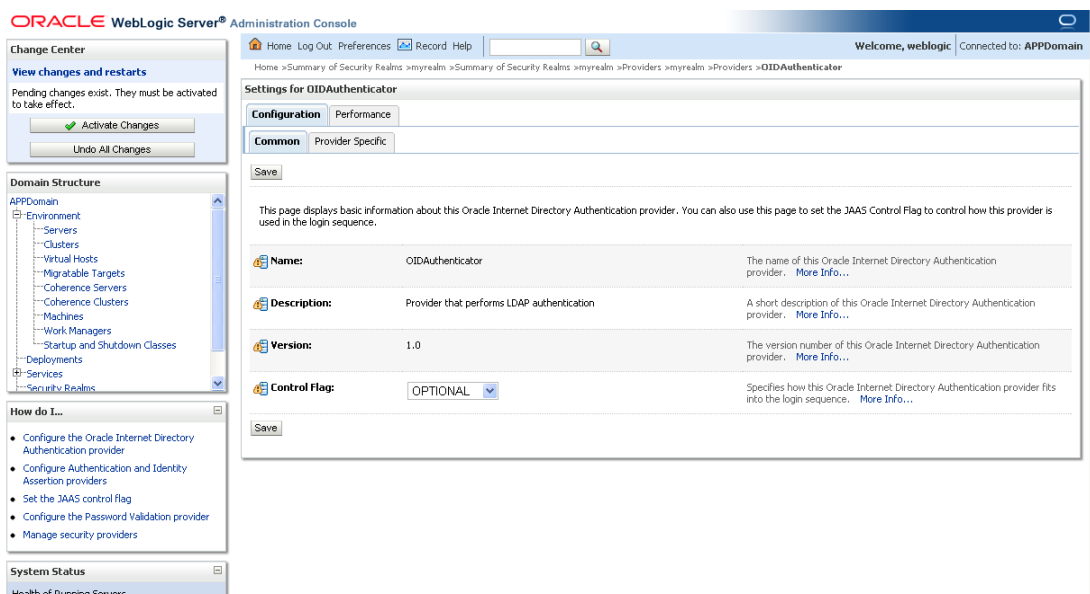 ORACLE WebLogic Server® Administration Console
Change Center
View changes and restarts
Pending changes exist. They must be activated
to take effect.
Activate Changes
Undo All Changes
Domain Structure
APPDomain
Environment
Servers
Clusters
Virtual Hosts
Migratable Targets
Coherence Servers
Coherence Clusters
Machines
Work Managers
Startup and Shutdown Classes
Deployments
Services
Security Realms
How do I...
Configure the Oracle Internet Directory
Authentication provider
Configure Authentication and Identity
Assertion providers
Set the JAAS control flag
Configure the Password Validation provider
Manage security providers
System Status
Health of Running Servers
Home Log Out Preferences Record Help
Welcome, weblogic Connected to: APPDomain
Home >Summary of Security Realms >myrealm >Summary of Security Realms >myrealm >Providers >myrealm >Providers >OIDAuthenticator
Settings for OIDAuthenticator
Configuration Performance
Common Provider Specific
Save
This page displays basic information about this Oracle Internet Directory Authentication provider. You can also use this page to set the JAAS Control Flag to control how this provider is
used in the login sequence.
Name: OIDAuthenticator The name of this Oracle Internet Directory Authentication
provider. More Info...
Description: Provider that performs LDAP authentication A short description of this Oracle Internet Directory Authentication
provider. More Info...
Version: 1.0 The version number of this Oracle Internet Directory Authentication
provider. More Info...
Control Flag: OPTIONAL Specifies how this Oracle Internet Directory Authentication provider fits
into the login sequence. More Info...
Save